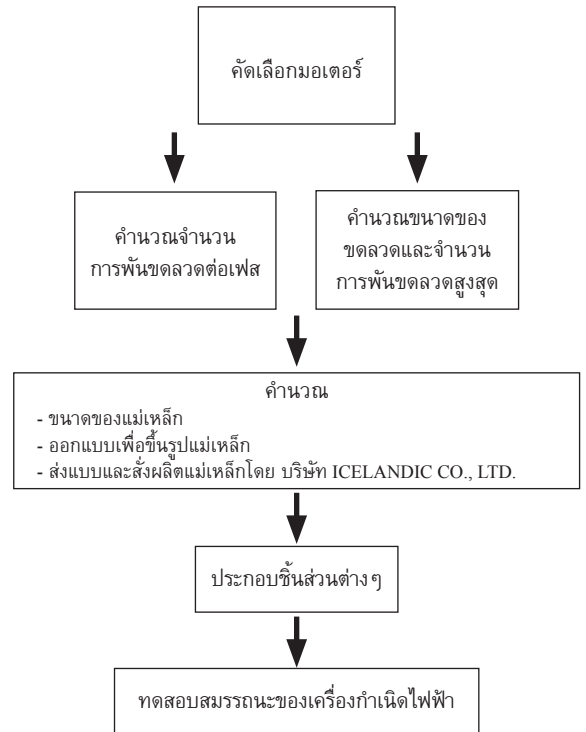 คัดเลือกมอเตอร์
คำนวณจำนวน
การพันขดลวดต่อเฟส
คำนวณขนาดของ
ขดลวดและจำนวน
การพันขดลวดสูงสุด
คำนวณ
- ขนาดของแม่เหล็ก
- ออกแบบเพื่อขึ้นรูปแม่เหล็ก
- ส่งแบบและสั่งผลิตแม่เหล็กโดย บริษัท ICELANDIC CO., LTD.
ประกอบชิ้นส่วนต่างๆ
ทดสอบสมรรถนะของเครื่องกำเนิดไฟฟ้า